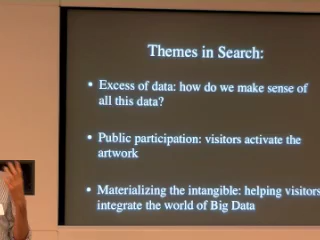 Themes in Search:
• Excess of data: how do we make sense of
all this data?
• Public participation: visitors activate the
artwork
• Materializing the intangible: helping visitors
integrate the world of Big Data